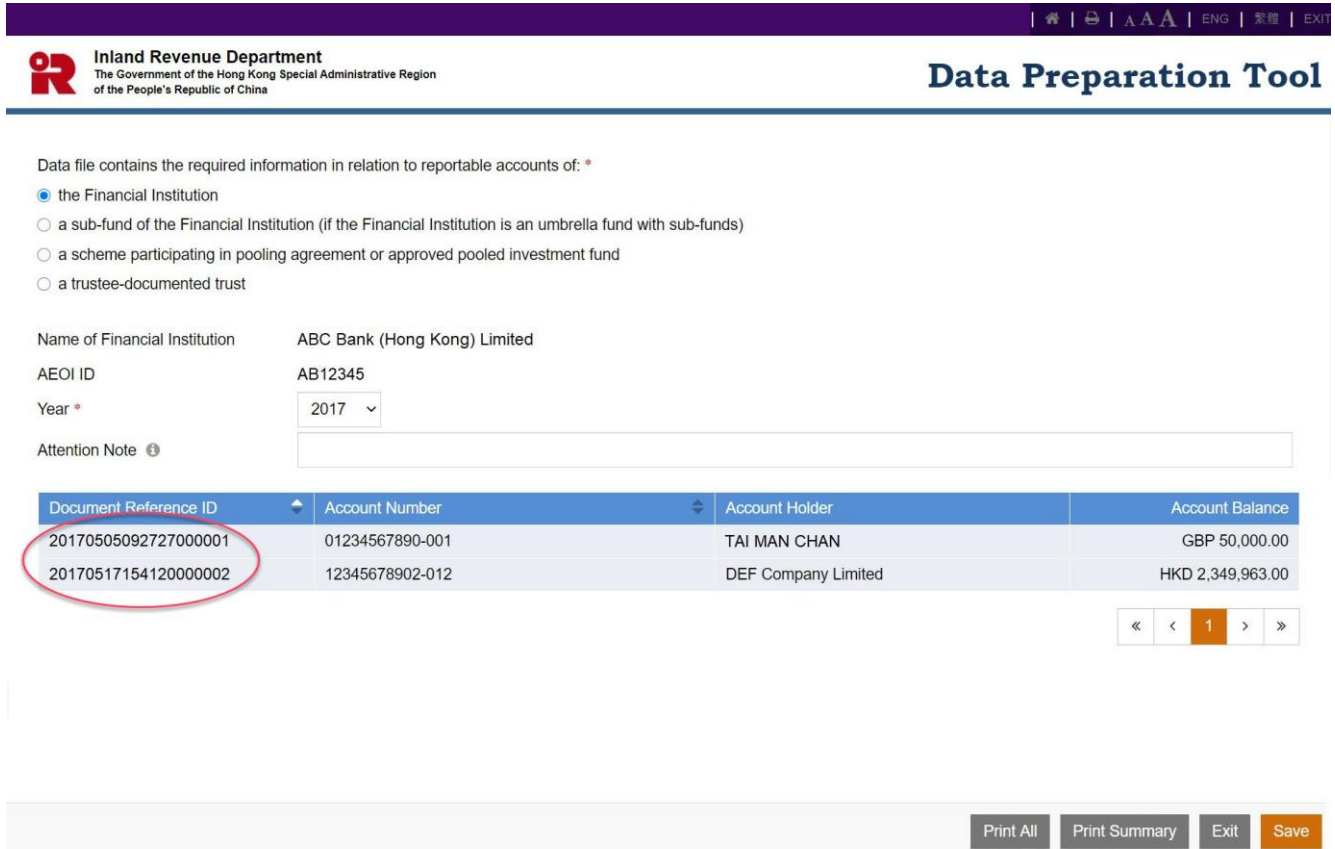 | | | A A A | ENG | 繁體 | EXIT
Inland Revenue Department
The Government of the Hong Kong Special Administrative Region
of the People's Republic of China
Data Preparation Tool
Data file contains the required information in relation to reportable accounts of: *
the Financial Institution
a sub-fund of the Financial Institution (if the Financial Institution is an umbrella fund with sub-funds)
a scheme participating in pooling agreement or approved pooled investment fund
a trustee-documented trust
Name of Financial Institution ABC Bank (Hong Kong) Limited
AEOI ID AB12345
Year * 2017
Attention Note
Document Reference ID Account Number Account Holder Account Balance
20170505092727000001 01234567890-001 TAI MAN CHAN GBP 50,000.00
20170517154120000002 12345678902-012 DEF Company Limited HKD 2,349,963.00
« < 1 > »
Print All Print Summary Exit Save